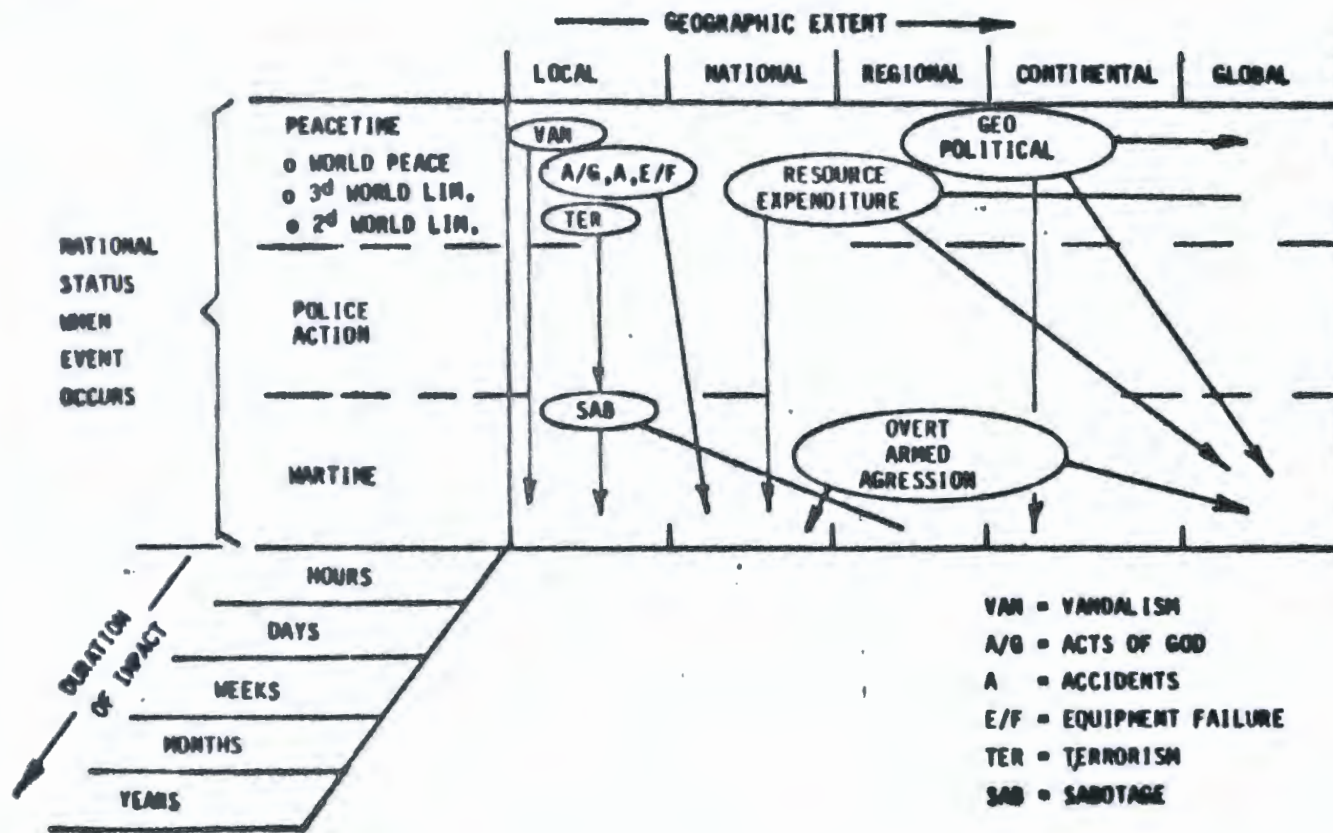 GEOGRAPHIC EXTENT
LOCAL NATIONAL REGIONAL CONTINENTAL GLOBAL
PEACETIME
o WORLD PEACE
o 3d WORLD LIM.
o 2d WORLD LIM.
VAN
A/G,A,E/F
TER
RESOURCE
EXPENDITURE
GEO
POLITICAL
NATIONAL
STATUS
WHEN
EVENT
OCCURS
POLICE
ACTION
SAB
WARTIME
OVERT
ARMED
AGRESSION
HOURS
DAYS
WEEKS
MONTHS
YEARS
DURATION
OF IMPACT
VAN = VANDALISM
A/G = ACTS OF GOD
A = ACCIDENTS
E/F = EQUIPMENT FAILURE
TER = TERRORISM
SAB = SABOTAGE